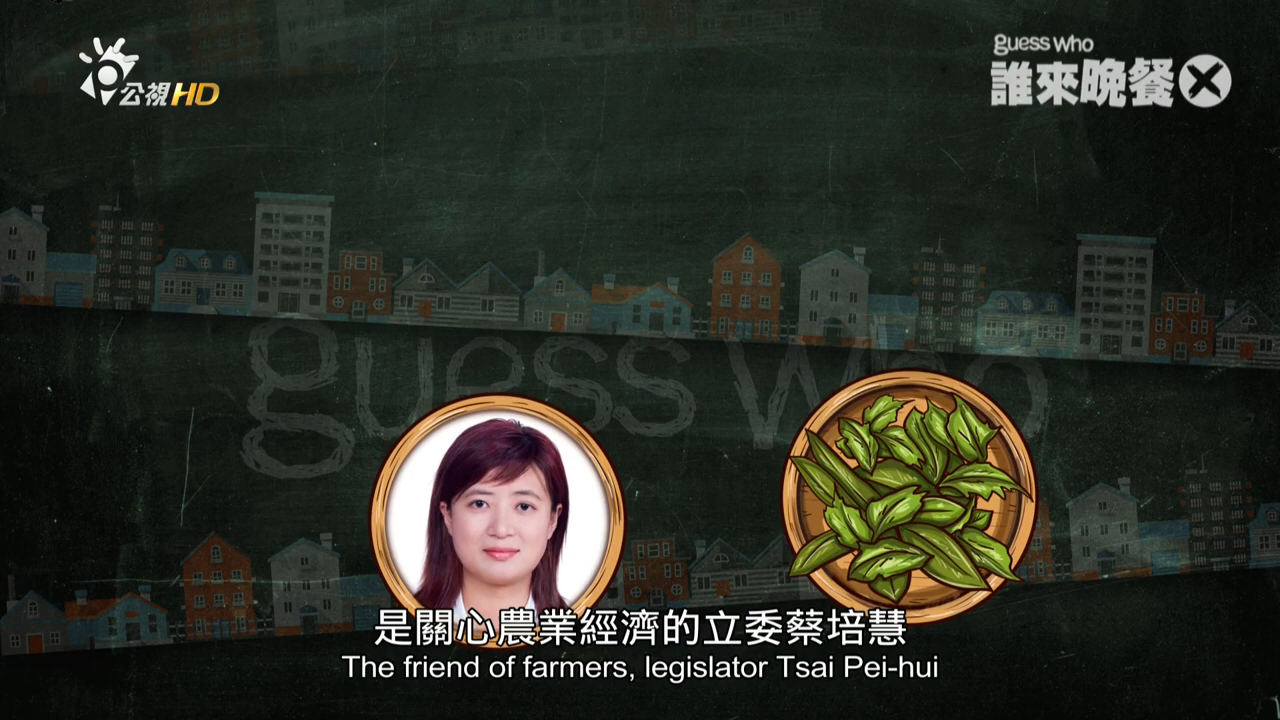 公視HD
guess who
誰來晚餐X
guess who
是關心農業經濟的立委蔡培慧
The friend of farmers, legislator Tsai Pei-hui